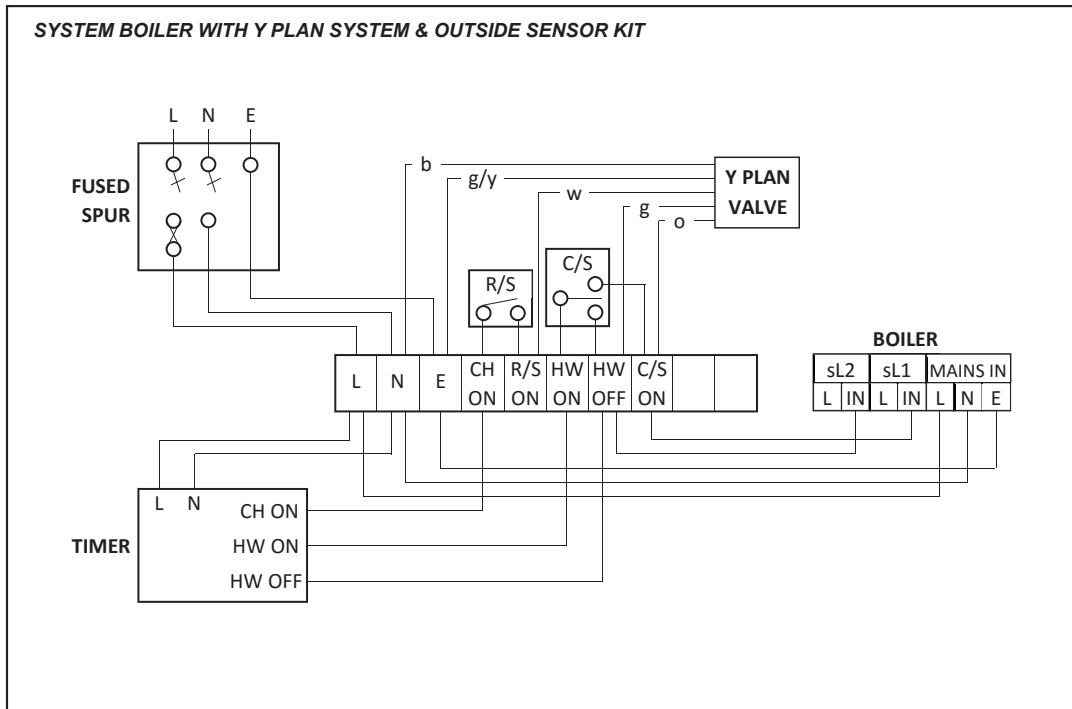 SYSTEM BOILER WITH Y PLAN SYSTEM & OUTSIDE SENSOR KIT
L N E
FUSED
SPUR
b
g/y
w
g
o
Y PLAN
VALVE
R/S
C/S
L N E CH ON R/S ON HW ON HW OFF C/S ON
BOILER
sL2 sL1 MAINS IN
L IN L IN L N E
TIMER
L N
CH ON
HW ON
HW OFF